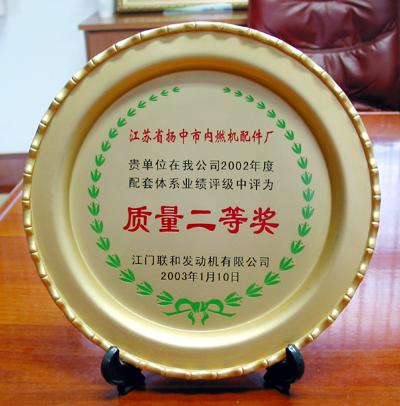 江苏省扬中市内燃机配件厂
贵单位在我公司2002年度
配套体系业绩评级中评为
质量二等奖
江门联和发动机有限公司
2003年1月10日